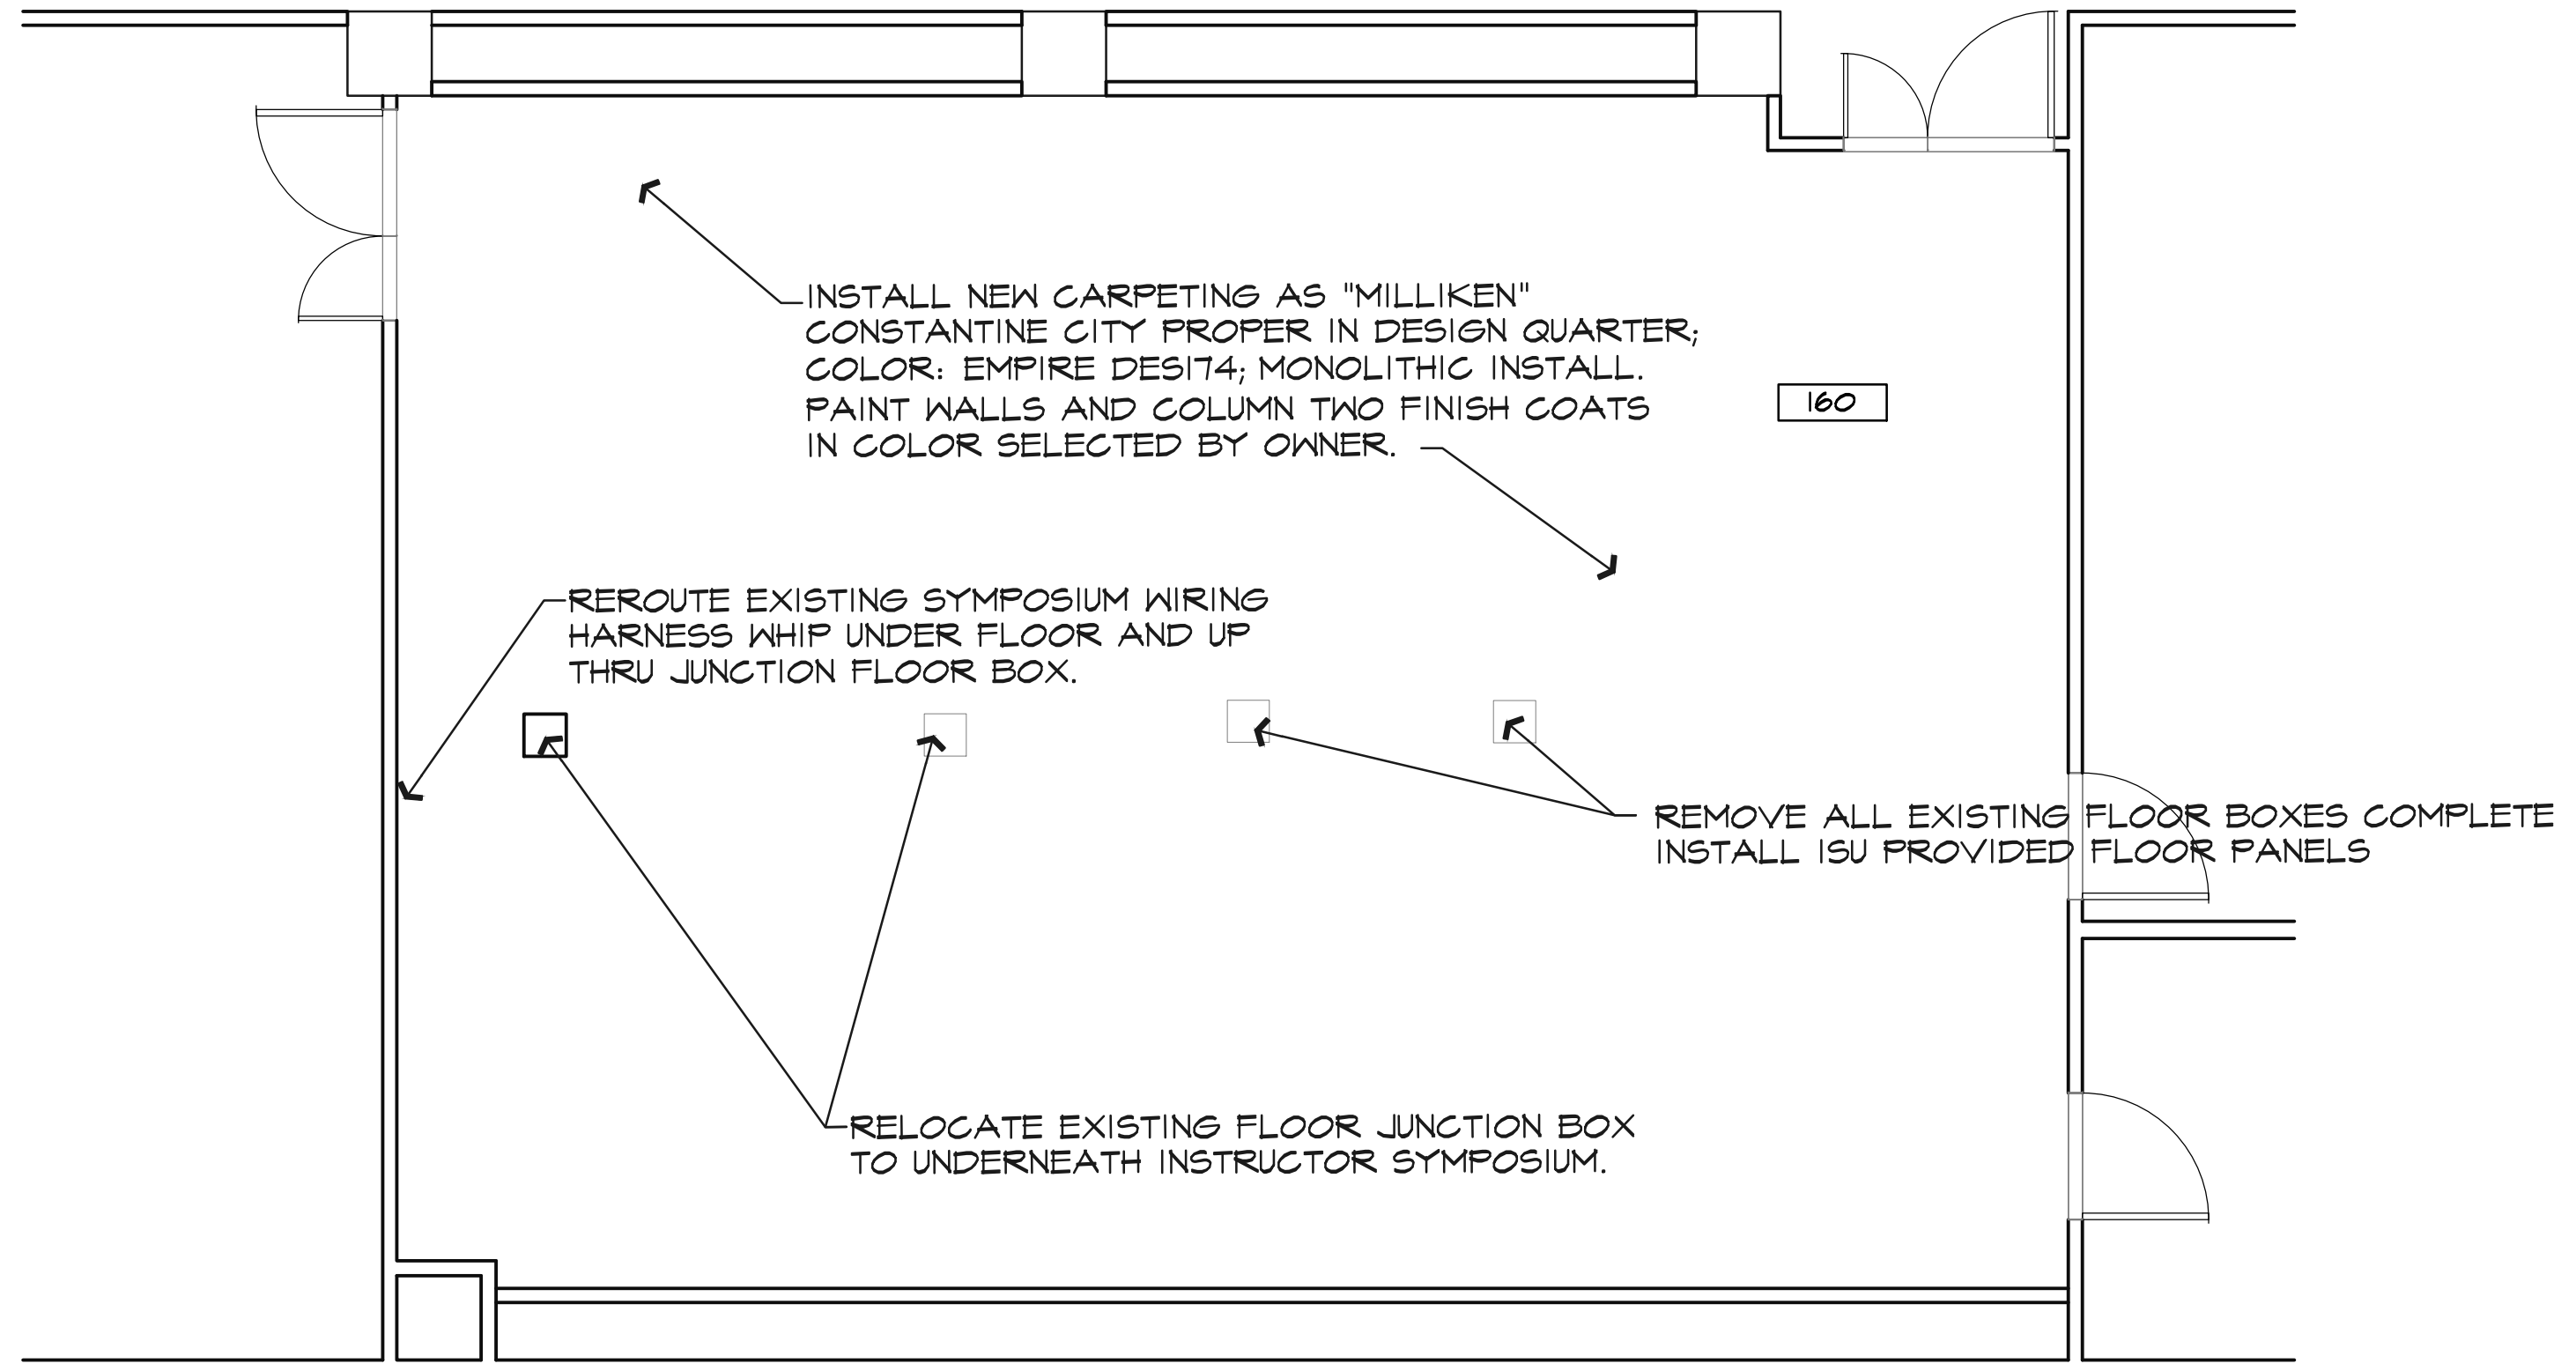 INSTALL NEW CARPETING AS "MILLIKEN"
CONSTANTINE CITY PROPER IN DESIGN QUARTER;
COLOR: EMPIRE DES174; MONOLITHIC INSTALL.
PAINT WALLS AND COLUMN TWO FINISH COATS
IN COLOR SELECTED BY OWNER.
160
REROUTE EXISTING SYMPOSIUM WIRING
HARNESS WHIP UNDER FLOOR AND UP
THRU JUNCTION FLOOR BOX.
REMOVE ALL EXISTING FLOOR BOXES COMPLETE
INSTALL ISU PROVIDED FLOOR PANELS
RELOCATE EXISTING FLOOR JUNCTION BOX
TO UNDERNEATH INSTRUCTOR SYMPOSIUM.